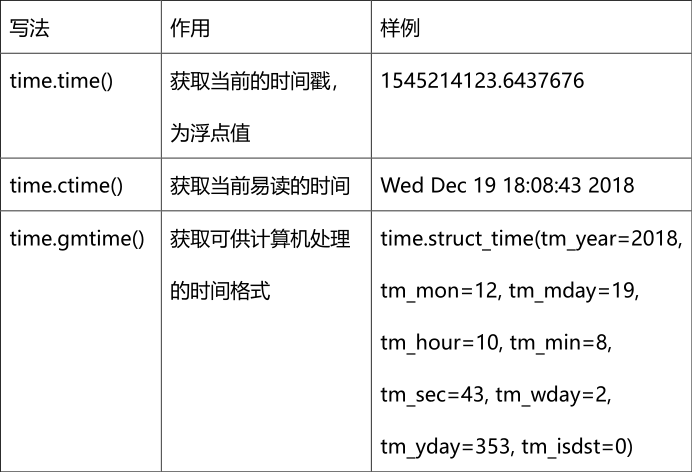 写法 作用 样例
time.time() 获取当前的时间戳， 1545214123.6437676
为浮点值
time.ctime() 获取当前易读的时间 Wed Dec 19 18:08:43 2018
time.gmtime() 获取可供计算机处理 time.struct_time(tm_year=2018,
的时间格式 tm_mon=12, tm_mday=19,
tm_hour=10, tm_min=8,
tm_sec=43, tm_wday=2,
tm_yday=353, tm_isdst=0)